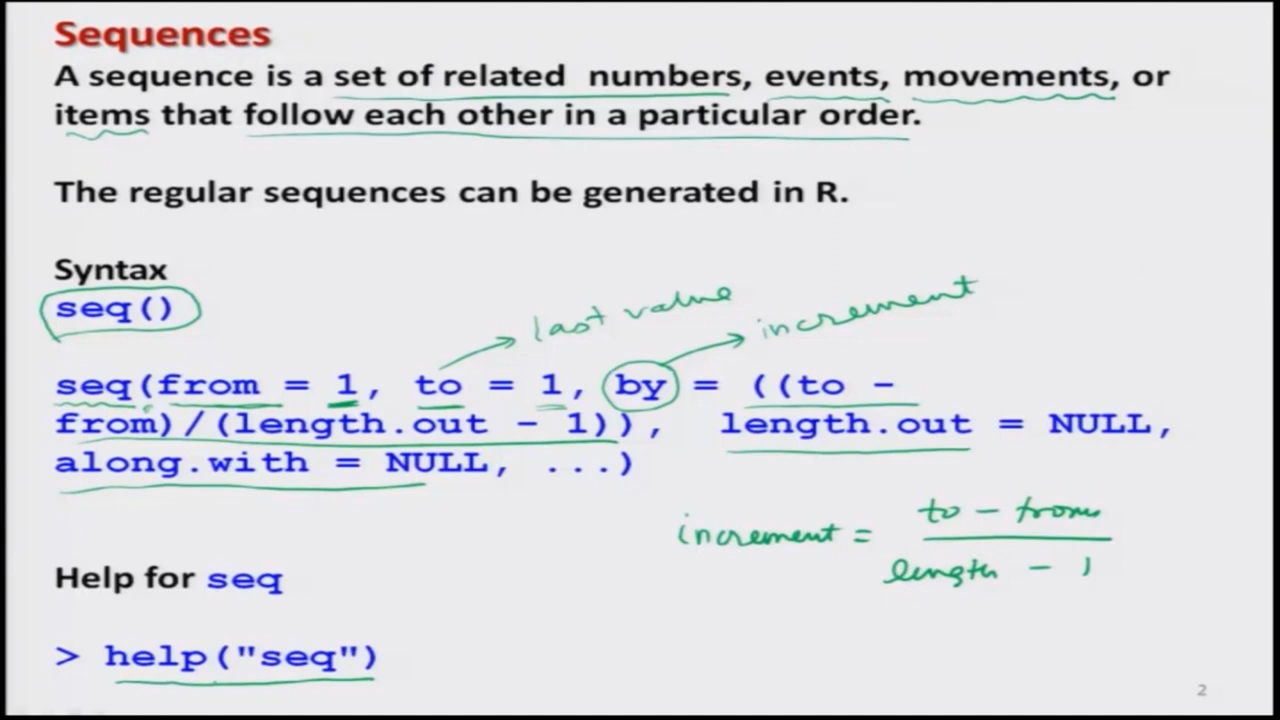 Sequences
A sequence is a set of related numbers, events, movements, or
items that follow each other in a particular order.
The regular sequences can be generated in R.
Syntax
seq()
last value
increment
seq(from = 1, to = 1, by = ((to -
from)/(length.out - 1)), length.out = NULL,
along.with = NULL, ...)
increment = to - from
length - 1
Help for seq
> help("seq")
2